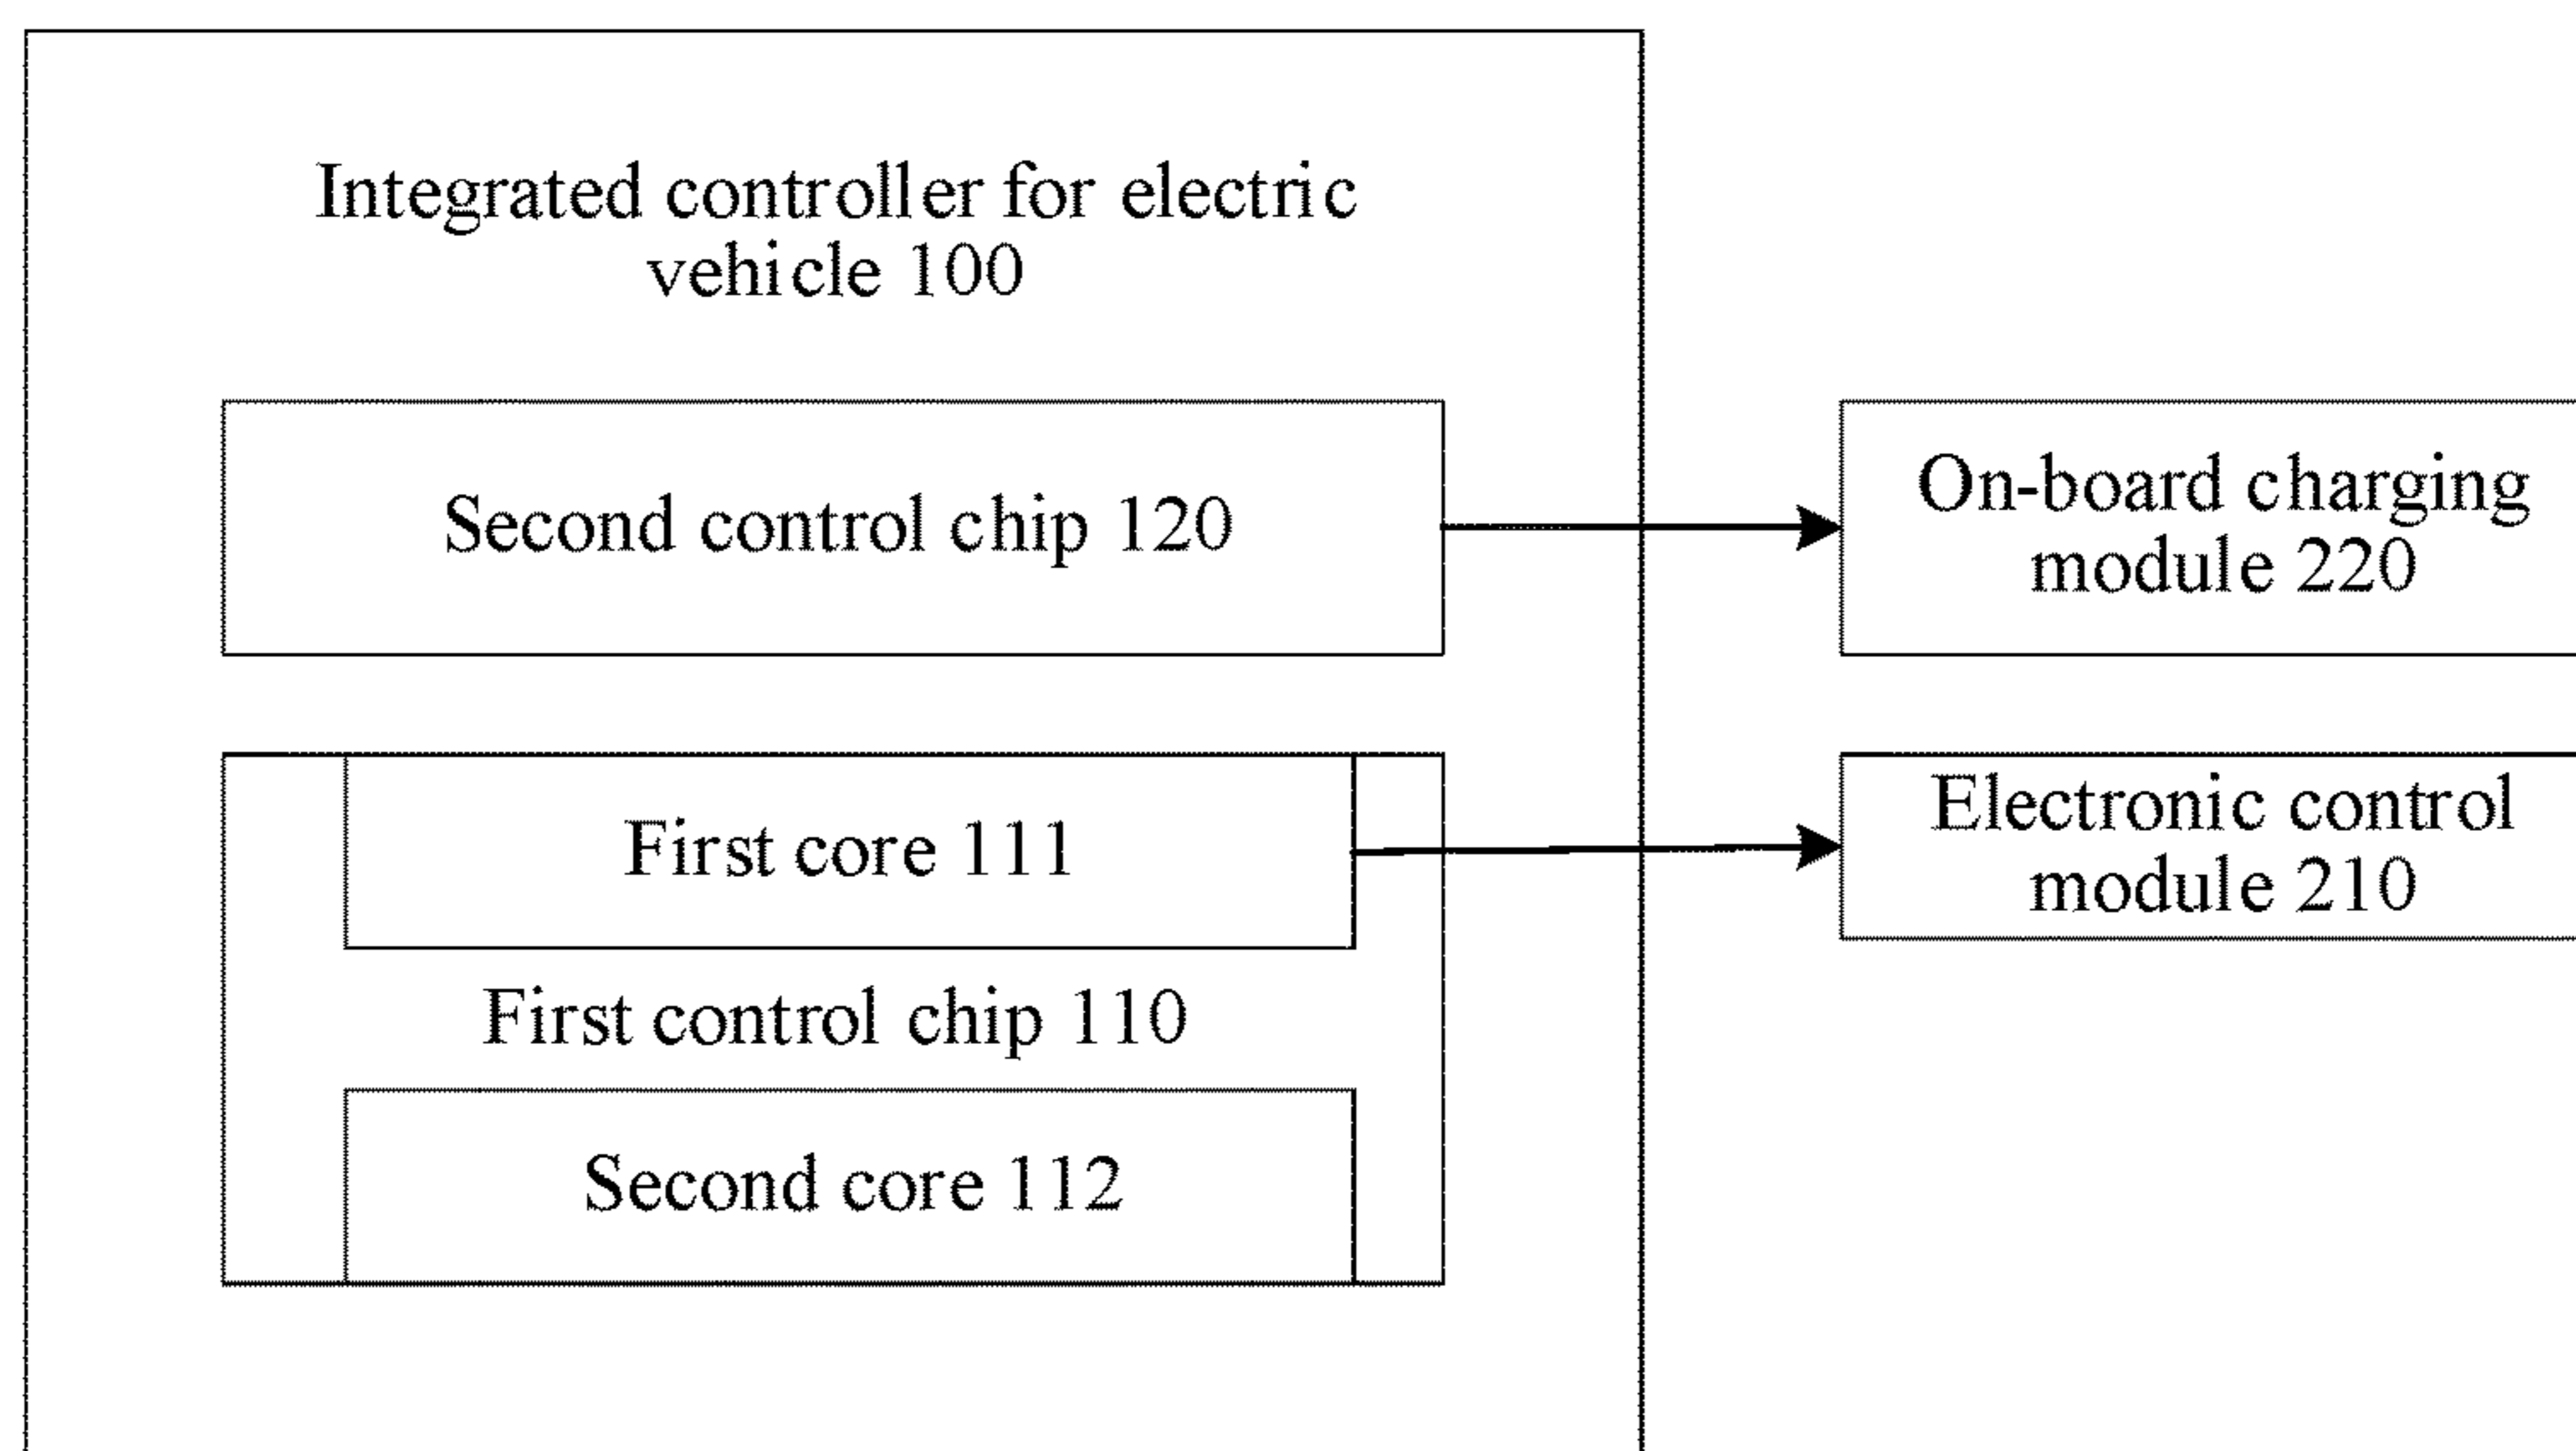 Integrated controller for electric
vehicle 100
Second control chip 120
On-board charging
module 220
First core 111
Electronic control
module 210
First control chip 110
Second core 112